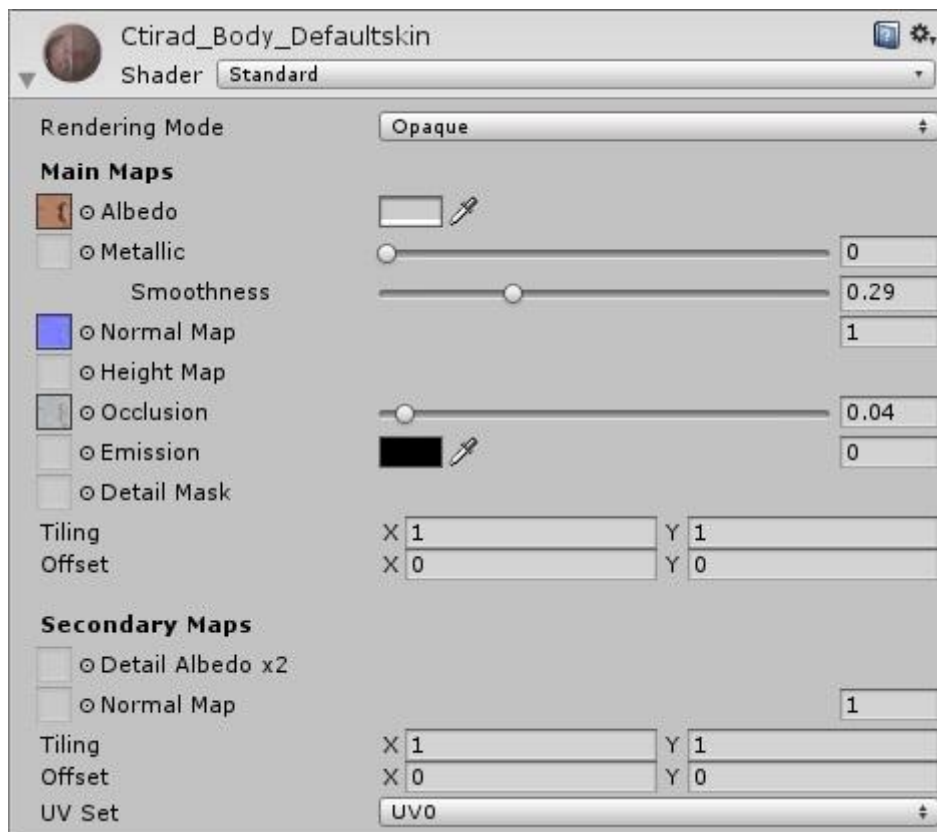 Ctirad_Body_Defaultskin
Shader Standard
Rendering Mode Opaque
Main Maps
Albedo
Metallic 0
Smoothness 0.29
Normal Map 1
Height Map
Occlusion 0.04
Emission 0
Detail Mask
Tiling X 1 Y 1
Offset X 0 Y 0
Secondary Maps
Detail Albedo x2
Normal Map 1
Tiling X 1 Y 1
Offset X 0 Y 0
UV Set UV0